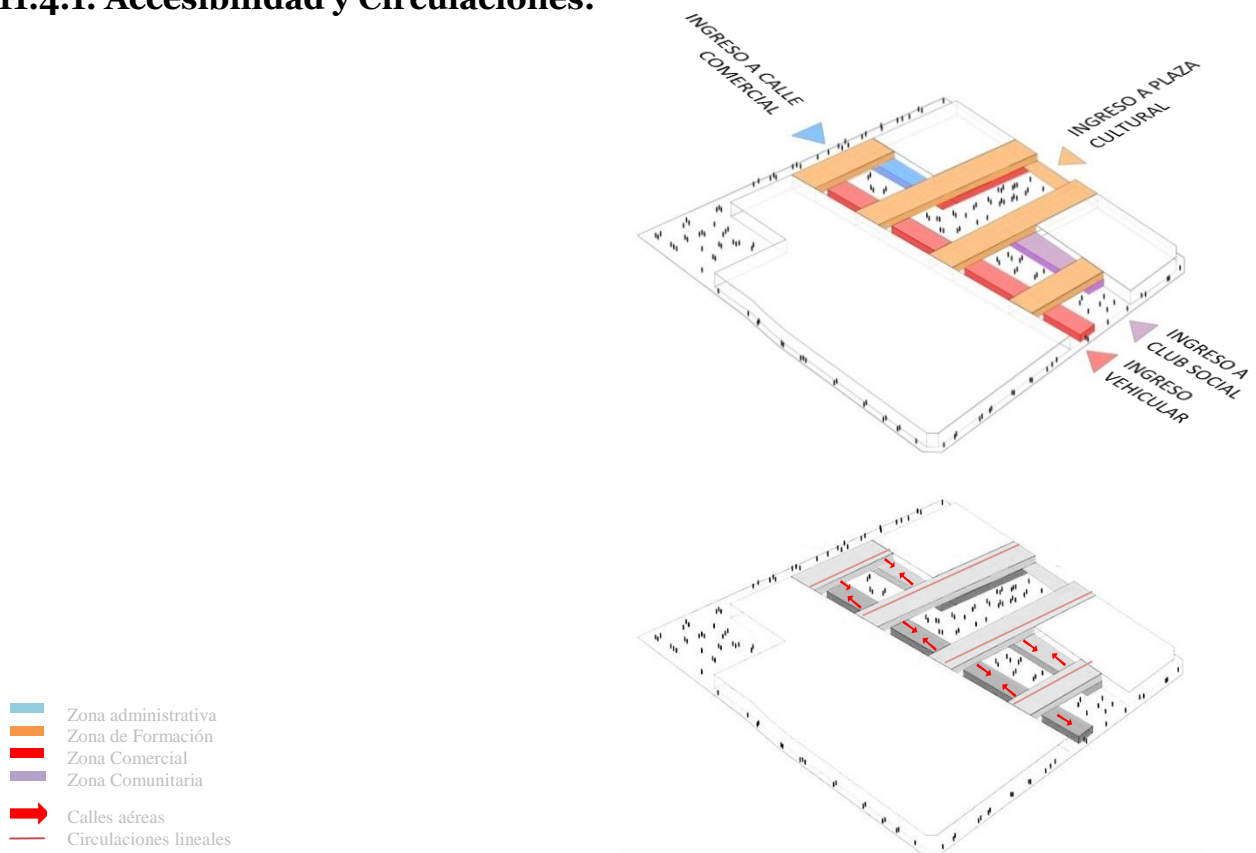 11.4.1. Accesibilidad y Circulaciones:
INGRESO A CALLE
COMERCIAL
INGRESO A PLAZA
CULTURAL
INGRESO A
CLUB SOCIAL
INGRESO
VEHICULAR
Zona administrativa
Zona de Formación
Zona Comercial
Zona Comunitaria
Calles aéreas
Circulaciones lineales